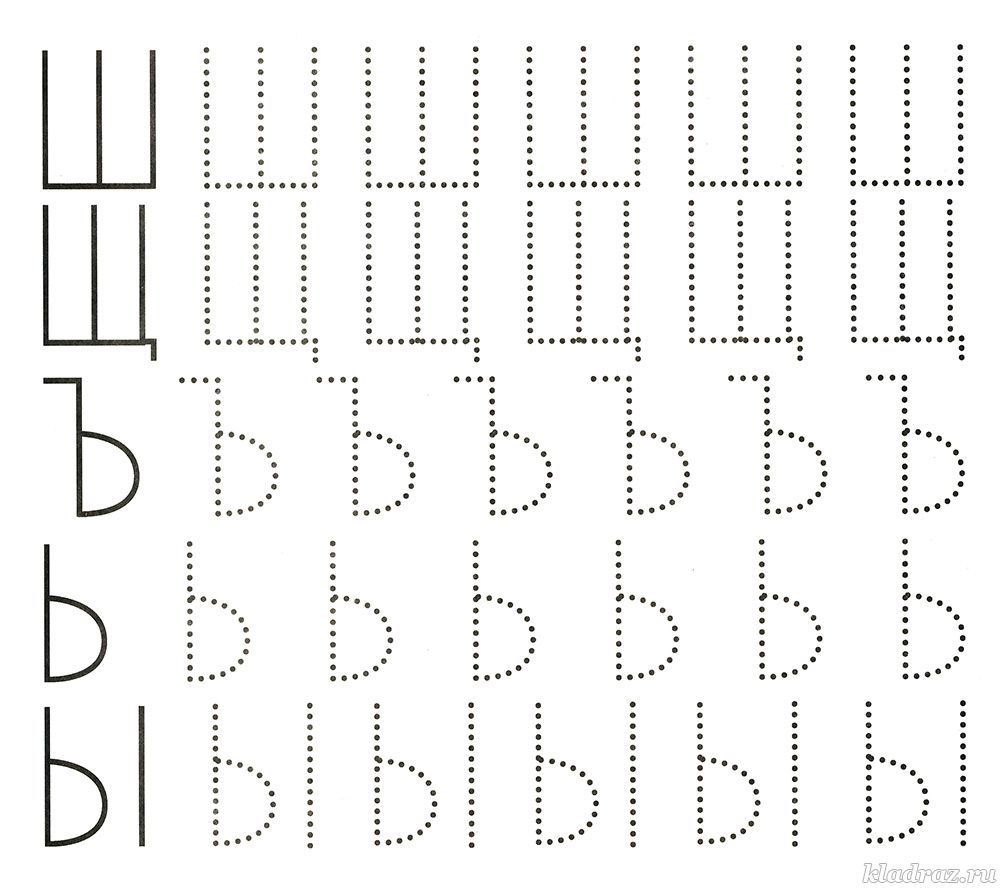 Ш Ш Ш Ш Ш Ш
Щ Щ Щ Щ Щ Щ
Ъ Ъ Ъ Ъ Ъ Ъ Ъ
Ь Ь Ь Ь Ь Ь Ь
Ы Ы Ы Ы Ы Ы
kladraz.ru